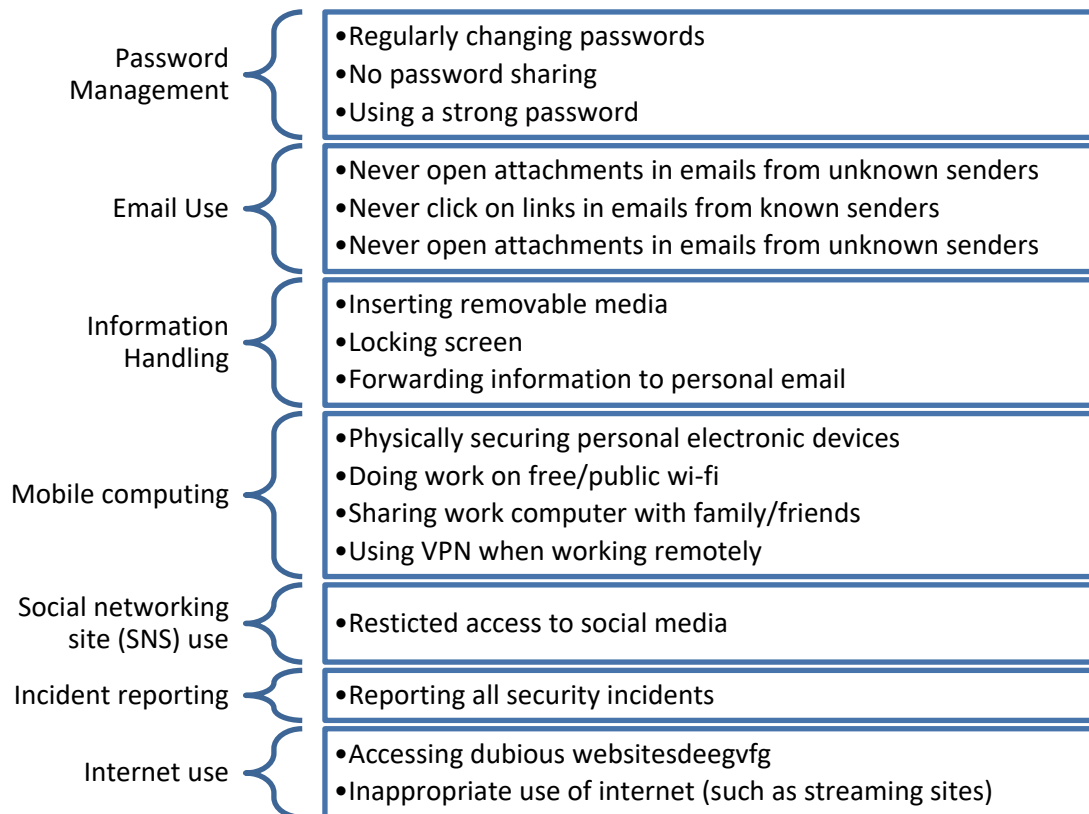 Password
Management
•Regularly changing passwords
•No password sharing
•Using a strong password
Email Use
•Never open attachments in emails from unknown senders
•Never click on links in emails from known senders
•Never open attachments in emails from unknown senders
Information
Handling
•Inserting removable media
•Locking screen
•Forwarding information to personal email
Mobile computing
•Physically securing personal electronic devices
•Doing work on free/public wi-fi
•Sharing work computer with family/friends
•Using VPN when working remotely
Social networking
site (SNS) use
•Resticted access to social media
Incident reporting
•Reporting all security incidents
Internet use
•Accessing dubious websitesdeegvfg
•Inappropriate use of internet (such as streaming sites)